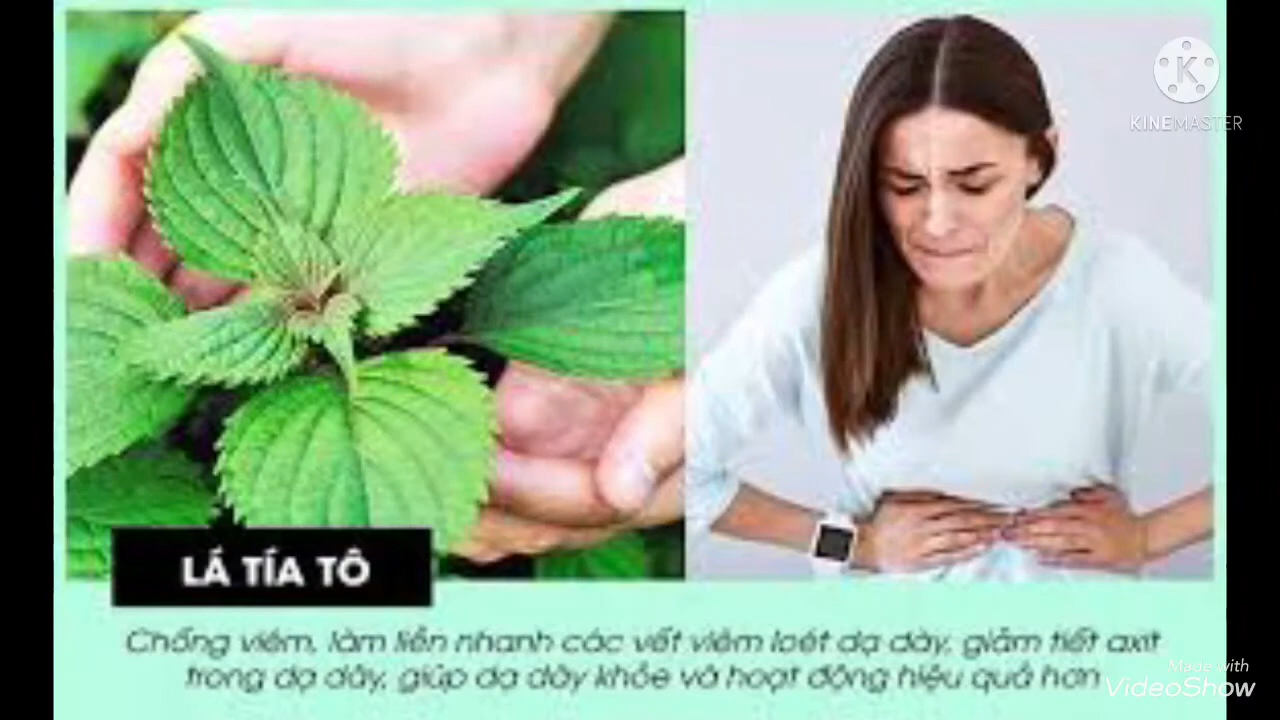 KINEMASTER
LÁ TÍA TÔ
Chống viêm, làm liền nhanh các vết viêm loét dạ dày, giảm tiết axit
trong dạ dày, giúp dạ dày khỏe và hoạt động hiệu quả hơn
Made with
VideoShow